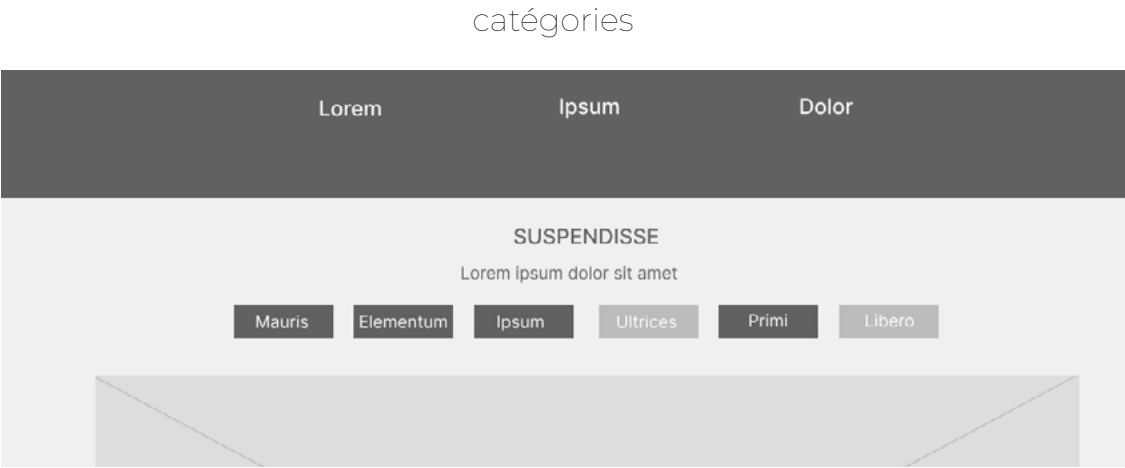 catégories
Lorem Ipsum Dolor
SUSPENDISSE
Lorem ipsum dolor sit amet
Mauris Elementum Ipsum Ultrices Primi Libero